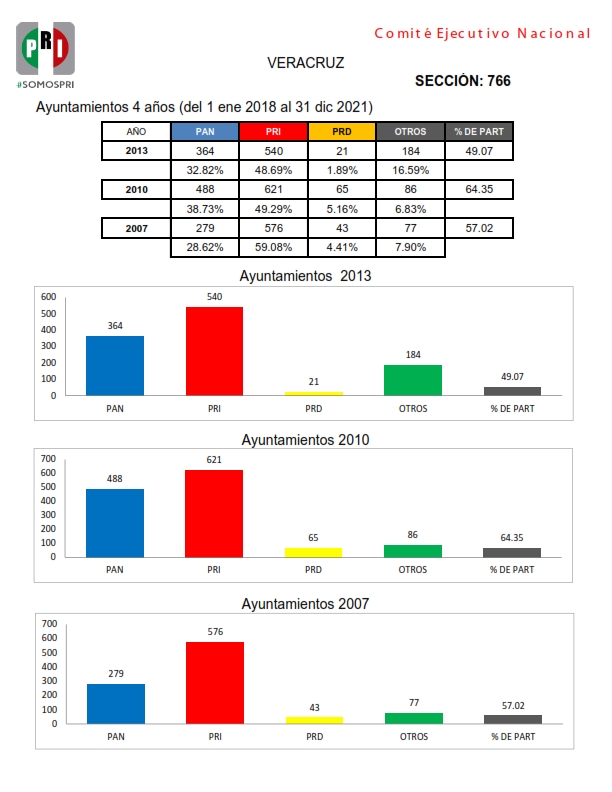 Comité Ejecutivo Nacional
PRI
#SOMOSPRI
VERACRUZ
SECCIÓN: 766
Ayuntamientos 4 años (del 1 ene 2018 al 31 dic 2021)
AÑO PAN PRI PRD OTROS % DE PART
2013 364 540 21 184 49.07
32.82% 48.69% 1.89% 16.59%
2010 488 621 65 86 64.35
38.73% 49.29% 5.16% 6.83%
2007 279 576 43 77 57.02
28.62% 59.08% 4.41% 7.90%
Ayuntamientos 2013
600
500
400
300
200
100
0
364 540 21 184 49.07
PAN PRI PRD OTROS % DE PART
Ayuntamientos 2010
700
600
500
400
300
200
100
0
488 621 65 86 64.35
PAN PRI PRD OTROS % DE PART
Ayuntamientos 2007
700
600
500
400
300
200
100
0
279 576 43 77 57.02
PAN PRI PRD OTROS % DE PART